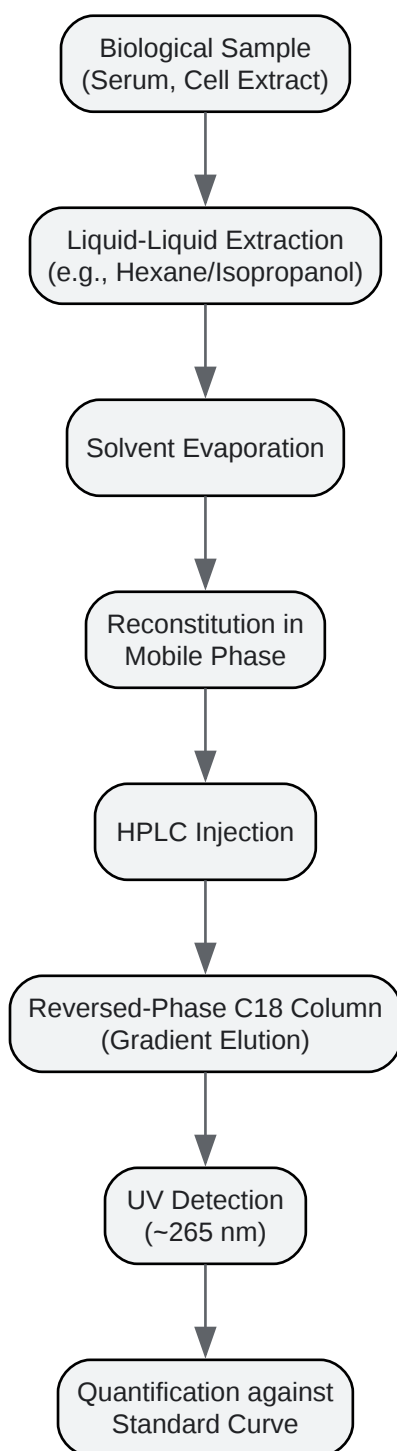 Biological Sample
(Serum, Cell Extract)
Liquid-Liquid Extraction
(e.g., Hexane/Isopropanol)
Solvent Evaporation
Reconstitution in
Mobile Phase
HPLC Injection
Reversed-Phase C18 Column
(Gradient Elution)
UV Detection
(~265 nm)
Quantification against
Standard Curve